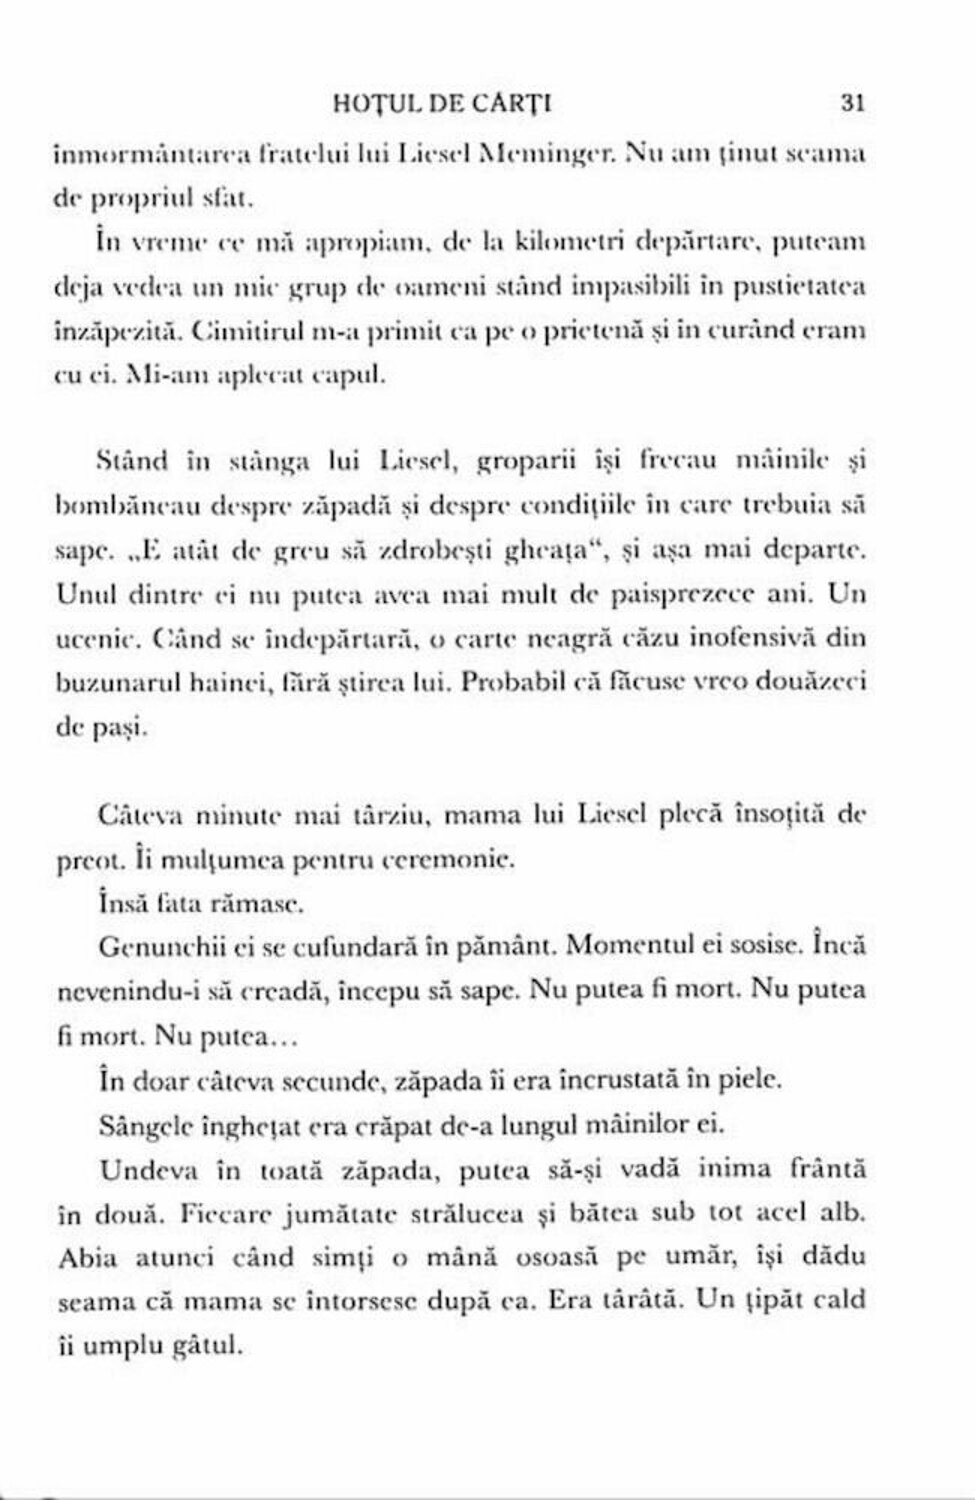 HOȚUL DE CĂRȚI 31
înmormântarea fratelui lui Liesel Meminger. Nu am ținut seama
de propriul sfat.
În vreme ce mă apropiam, de la kilometri depărtare, puteam
deja vedea un mic grup de oameni stând impasibili în pustietatea
înzăpezită. Cimitirul m-a primit ca pe o prietenă și în curând eram
cu ei. Mi-am aplecat capul.
Stând în stânga lui Liesel, groparii își frecau mâinile și
bombăneau despre zăpadă și despre condițiile în care trebuia să
sape. „E atât de greu să zdrobești gheața“, și așa mai departe.
Unul dintre ei nu putea avea mai mult de paisprezece ani. Un
ucenic. Când se îndepărtară, o carte neagră căzu inofensivă din
buzunarul hainei, fără știrea lui. Probabil că făcuse vreo douăzeci
de pași.
Câteva minute mai târziu, mama lui Liesel plecă însoțită de
preot. Îi mulțumea pentru ceremonie.
Însă fata rămase.
Genunchii ei se cufundară în pământ. Momentul ei sosise. Încă
nevenindu-i să creadă, începu să sape. Nu putea fi mort. Nu putea
fi mort. Nu putea…
În doar câteva secunde, zăpada îi era încrustată în piele.
Sângele înghețat era crăpat de-a lungul mâinilor ei.
Undeva în toată zăpada, putea să-și vadă inima frântă
în două. Fiecare jumătate strălucea și bătea sub tot acel alb.
Abia atunci când simți o mână osoasă pe umăr, își dădu
seama că mama se întorsese după ea. Era târâtă. Un țipăt cald
îi umplu gâtul.